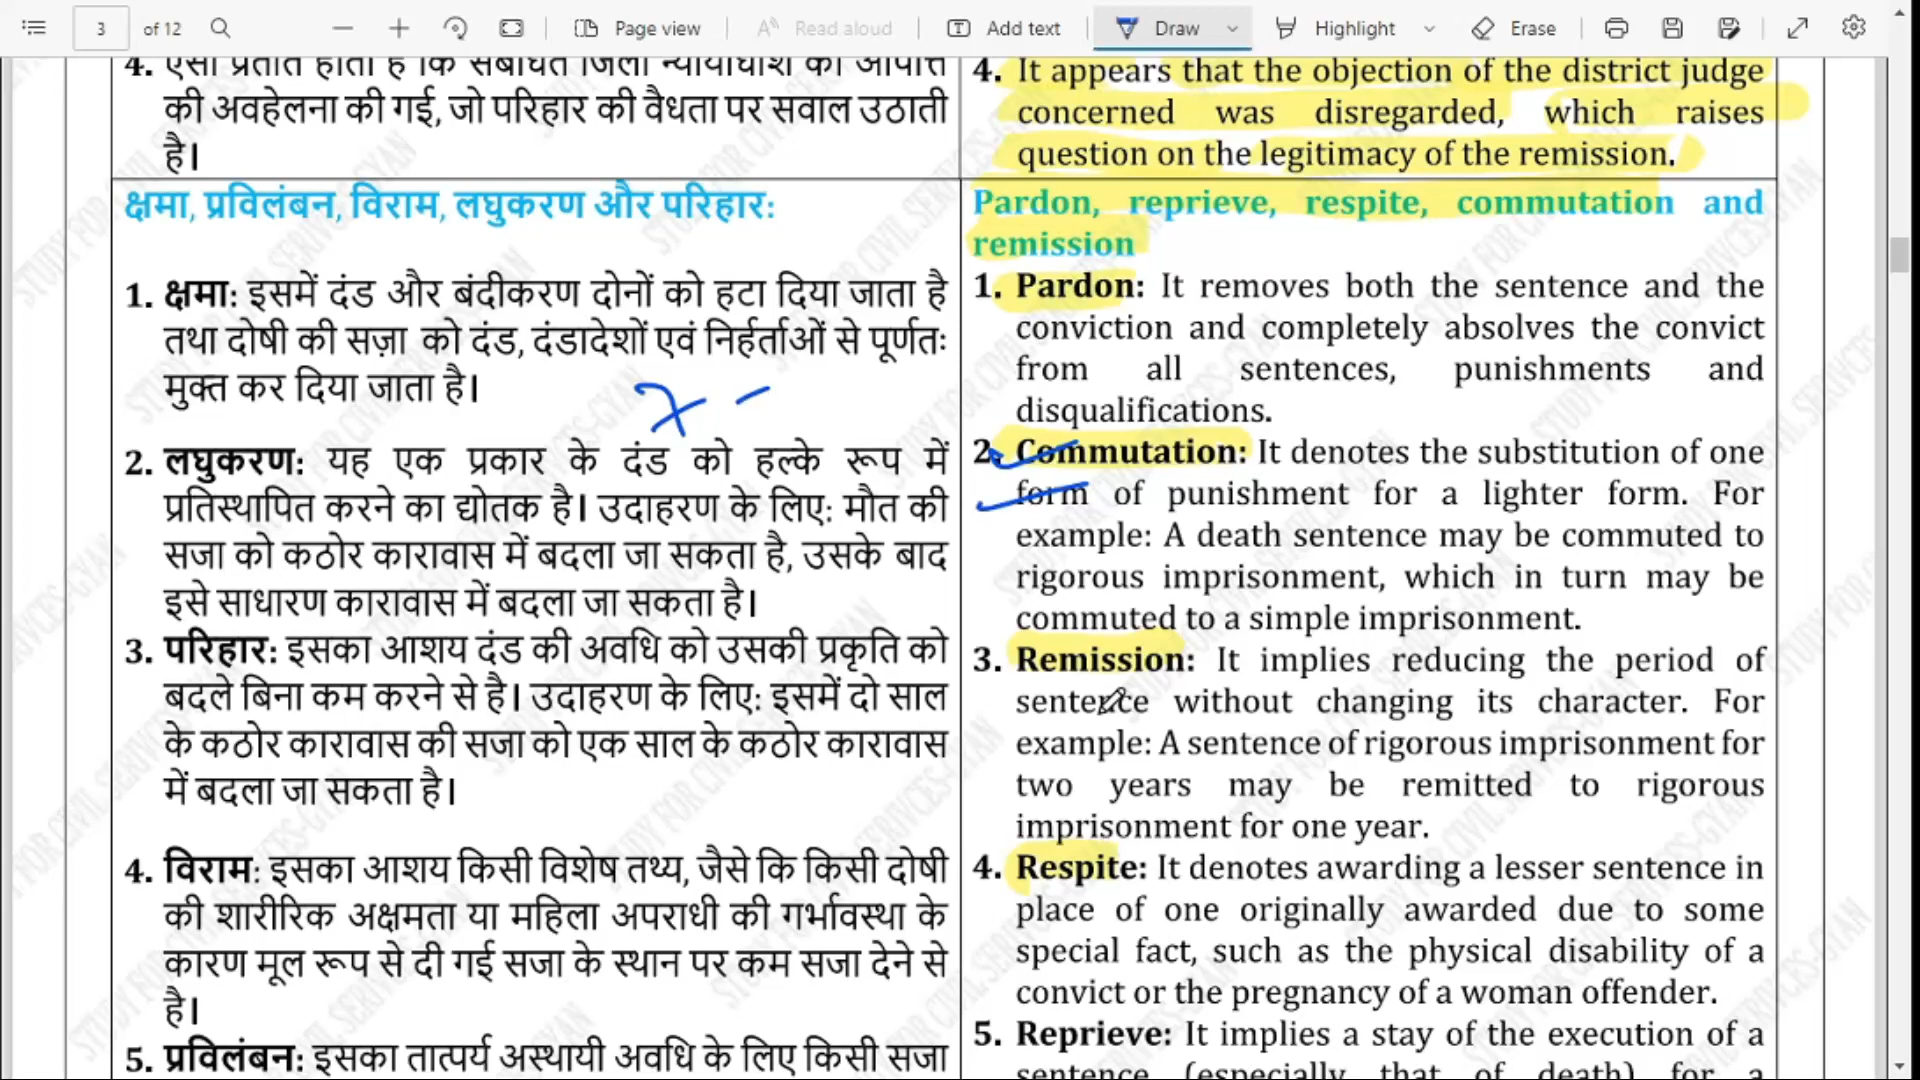 3 of 12 Page view Read aloud Add text Draw Highlight Erase
4. ऐसा प्रतीत होता है कि संबंधित जिला न्यायाधीश की आपत्ति
की अवहेलना की गई, जो परिहार की वैधता पर सवाल उठाती
है।
क्षमा, प्रविलंबन, विराम, लघुकरण और परिहार:
1. क्षमा: इसमें दंड और बंदीकरण दोनों को हटा दिया जाता है
तथा दोषी की सज़ा को दंड, दंडादेशों एवं निर्हर्ताओं से पूर्णतः
मुक्त कर दिया जाता है।
2. लघुकरण: यह एक प्रकार के दंड को हल्के रूप में
प्रतिस्थापित करने का द्योतक है। उदाहरण के लिए: मौत की
सजा को कठोर कारावास में बदला जा सकता है, उसके बाद
इसे साधारण कारावास में बदला जा सकता है।
3. परिहार: इसका आशय दंड की अवधि को उसकी प्रकृति को
बदले बिना कम करने से है। उदाहरण के लिए: इसमें दो साल
के कठोर कारावास की सजा को एक साल के कठोर कारावास
में बदला जा सकता है।
4. विराम: इसका आशय किसी विशेष तथ्य, जैसे कि किसी दोषी
की शारीरिक अक्षमता या महिला अपराधी की गर्भावस्था के
कारण मूल रूप से दी गई सजा के स्थान पर कम सजा देने से
है।
5. प्रविलंबन: इसका तात्पर्य अस्थायी अवधि के लिए किसी सजा
4. It appears that the objection of the district judge
concerned was disregarded, which raises
question on the legitimacy of the remission.
Pardon, reprieve, respite, commutation and
remission
1. Pardon: It removes both the sentence and the
conviction and completely absolves the convict
from all sentences, punishments and
disqualifications.
2. Commutation: It denotes the substitution of one
form of punishment for a lighter form. For
example: A death sentence may be commuted to
rigorous imprisonment, which in turn may be
commuted to a simple imprisonment.
3. Remission: It implies reducing the period of
sentence without changing its character. For
example: A sentence of rigorous imprisonment for
two years may be remitted to rigorous
imprisonment for one year.
4. Respite: It denotes awarding a lesser sentence in
place of one originally awarded due to some
special fact, such as the physical disability of a
convict or the pregnancy of a woman offender.
5. Reprieve: It implies a stay of the execution of a
sentence (especially that of death) for a